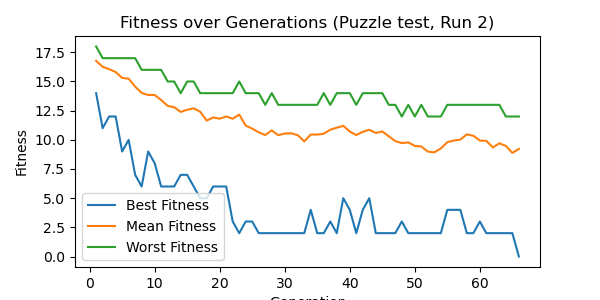 Fitness over Generations (Puzzle test, Run 2)
Fitness
17.5
15.0
12.5
10.0
7.5
5.0
2.5
0.0
Best Fitness
Mean Fitness
Worst Fitness
0 10 20 30 40 50 60
Generation